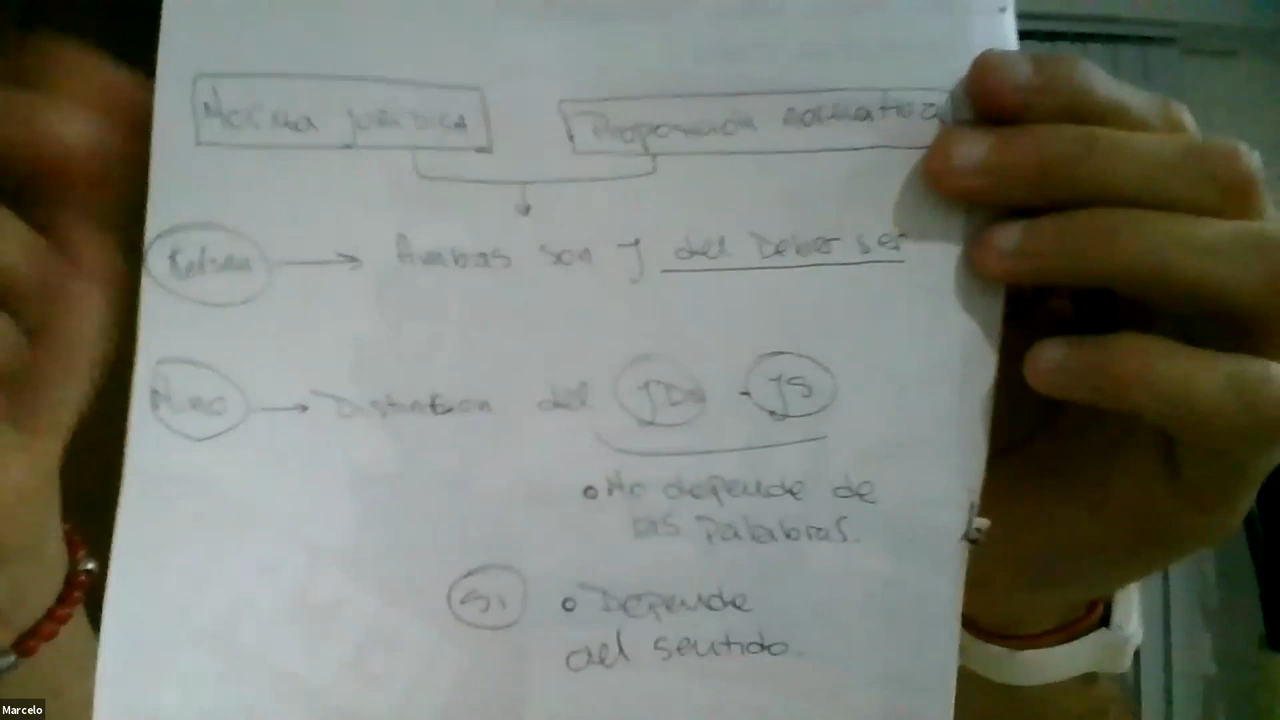 Norma jurídica
Proposición normativa
Kelsen → Ambas son J del Deber ser
Nino → Distinción del JDs - JS
• No depende de
las palabras.
Si • Depende
del sentido.
Marcelo